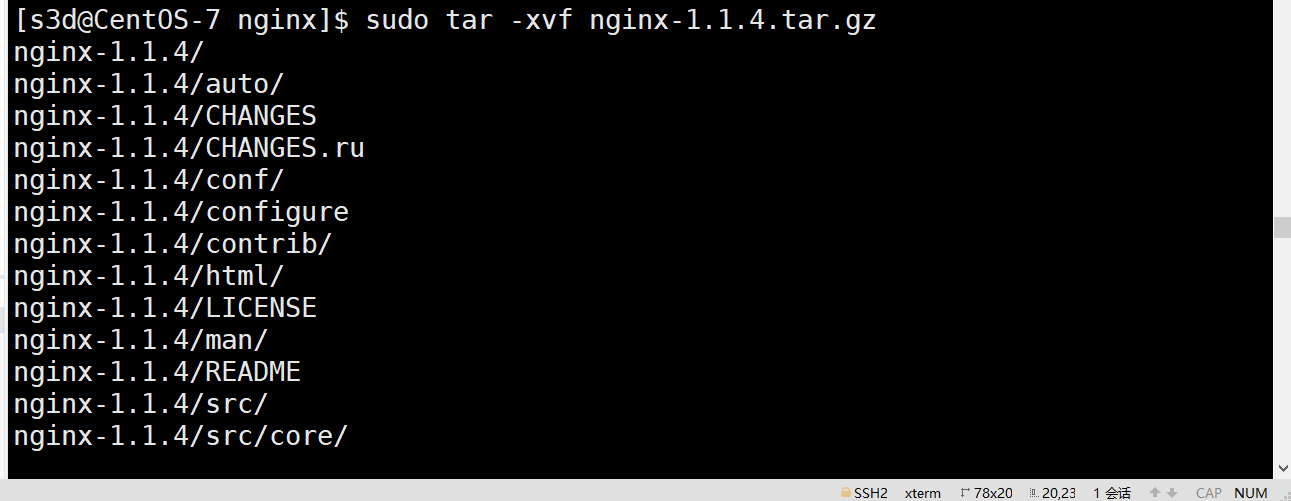 [s3d@CentOS-7 nginx]$ sudo tar -xvf nginx-1.1.4.tar.gz
nginx-1.1.4/
nginx-1.1.4/auto/
nginx-1.1.4/CHANGES
nginx-1.1.4/CHANGES.ru
nginx-1.1.4/conf/
nginx-1.1.4/configure
nginx-1.1.4/contrib/
nginx-1.1.4/html/
nginx-1.1.4/LICENSE
nginx-1.1.4/man/
nginx-1.1.4/README
nginx-1.1.4/src/
nginx-1.1.4/src/core/
SSH2 xterm 78x20 20,23 1 会话 CAP NUM